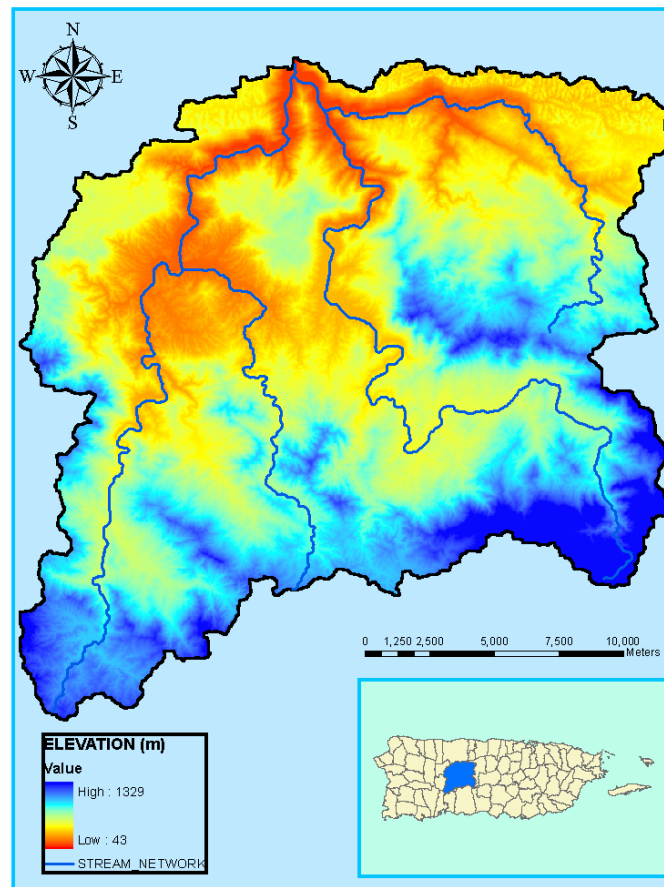 N
W E
S
0 1,250 2,500 5,000 7,500 10,000
Meters
ELEVATION (m)
Value
High : 1329
Low : 43
STREAM_NETWORK